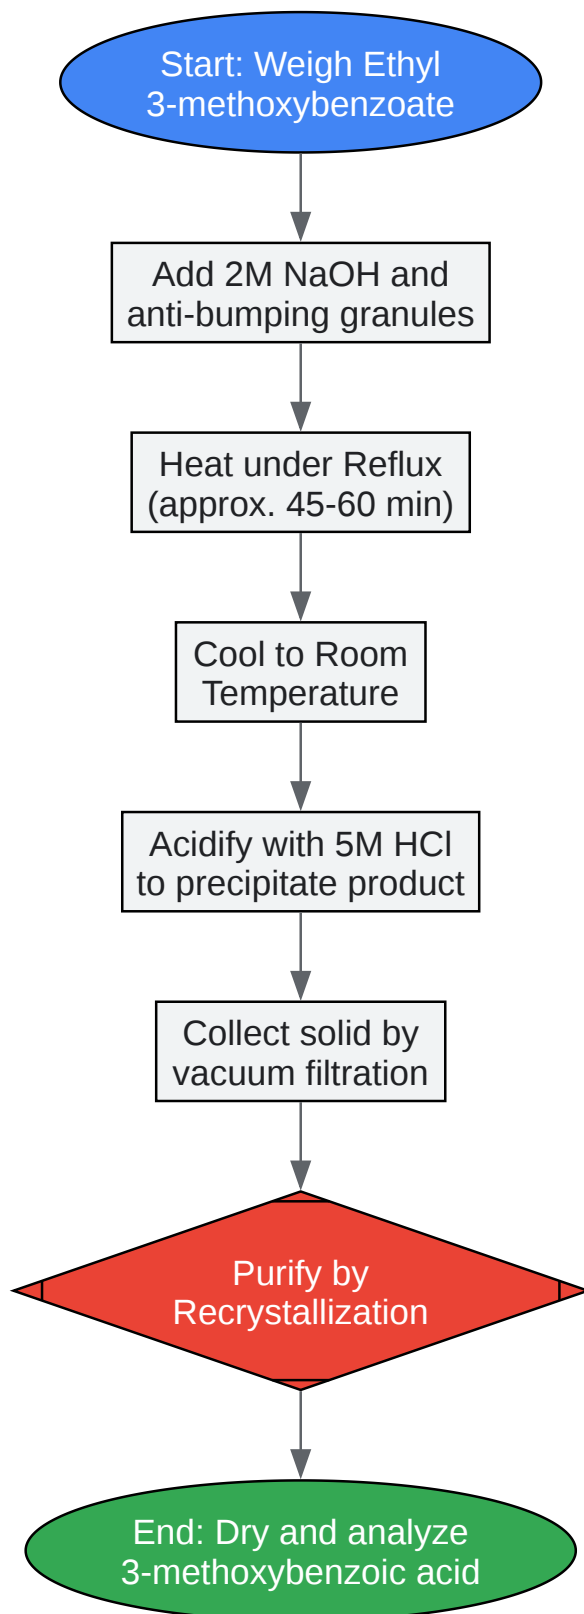 Start: Weigh Ethyl
3-methoxybenzoate
Add 2M NaOH and
anti-bumping granules
Heat under Reflux
(approx. 45-60 min)
Cool to Room
Temperature
Acidify with 5M HCl
to precipitate product
Collect solid by
vacuum filtration
Purify by
Recrystallization
End: Dry and analyze
3-methoxybenzoic acid